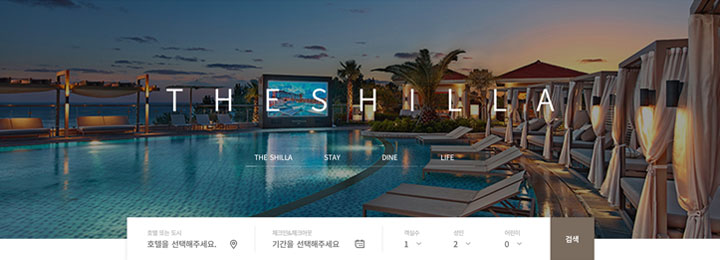 THE SHILLA
THE SHILLA STAY DINE LIFE
호텔 또는 도시 체크인&체크아웃 객실수 성인 어린이
호텔을 선택해주세요. 기간을 선택해주세요 1 2 0 검색